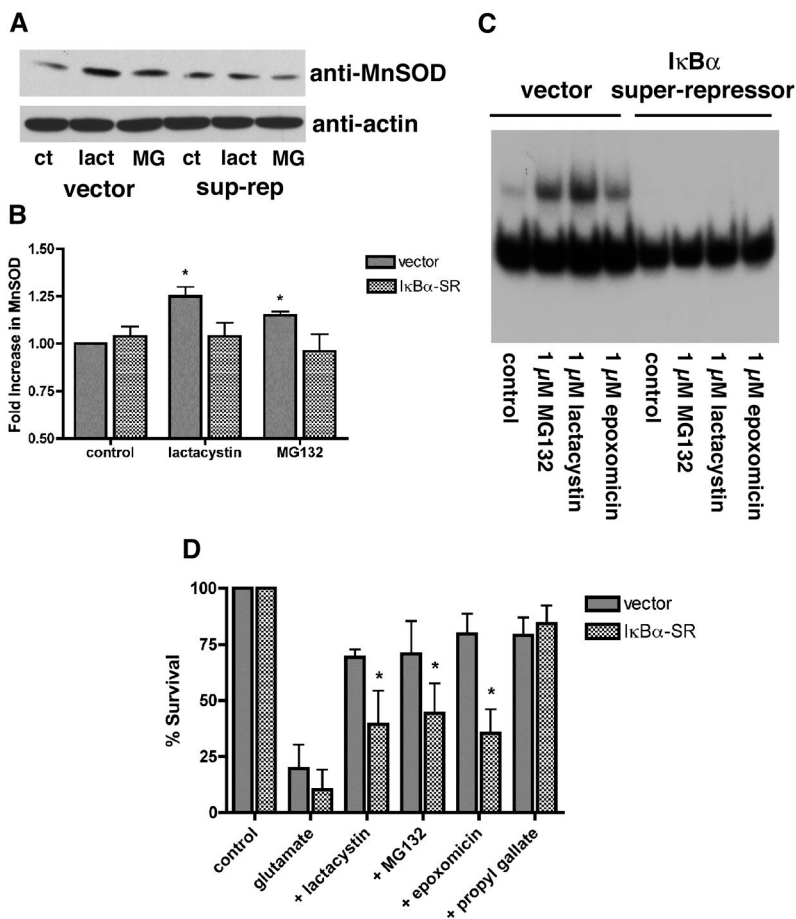 A
anti-MnSOD
anti-actin
ct lact MG ct lact MG
vector sup-rep
B
Fold Increase in MnSOD
1.50
1.25
1.00
0.75
0.50
* *
control lactacystin MG132
vector
IκBα-SR
C
IκBα
vector super-repressor
control
1 μM MG132
1 μM lactacystin
1 μM epoxomicin
control
1 μM MG132
1 μM lactacystin
1 μM epoxomicin
D
% Survival
100
75
50
25
0
* * *
control
glutamate
+ lactacystin
+ MG132
+ epoxomicin
+ propyl gallate
vector
IκBα-SR